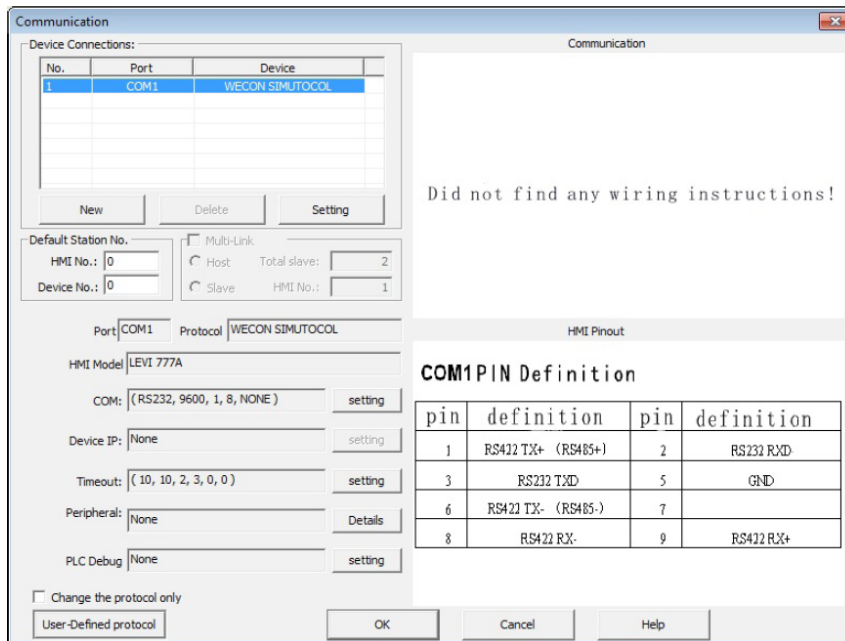 Communication
Device Connections:
No. Port Device
1 COM1 WECON SIMUTOCOL
New Delete Setting
Default Station No.
HMI No.: 0
Device No.: 0
Multi-Link
Host Total slave: 2
Slave HMI No.: 1
Port COM1 Protocol WECON SIMUTOCOL
HMI Model LEVI 777A
COM: (RS232, 9600, 1, 8, NONE) setting
Device IP: None setting
Timeout: (10, 10, 2, 3, 0, 0) setting
Peripheral: None Details
PLC Debug None setting
Change the protocol only
User-Defined protocol OK Cancel Help
Communication
Did not find any wiring instructions!
HMI Pinout
COM1 PIN Definition
pin definition pin definition
1 RS422 TX+ (RS485+) 2 RS232 RXD
3 RS232 TXD 5 GND
6 RS422 TX- (RS485-) 7
8 RS422 RX- 9 RS422 RX+